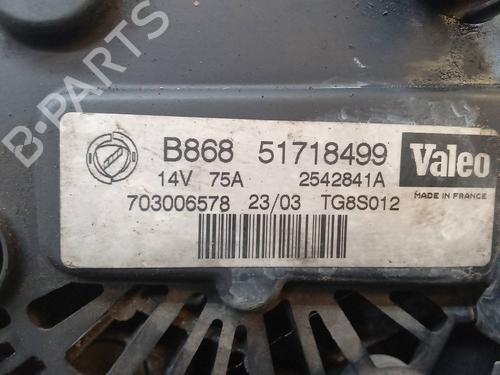 B-PARTS
B868 51718499
14V 75A 2542841A
703006578 23/03 TG8S012
Valeo
MADE IN FRANCE